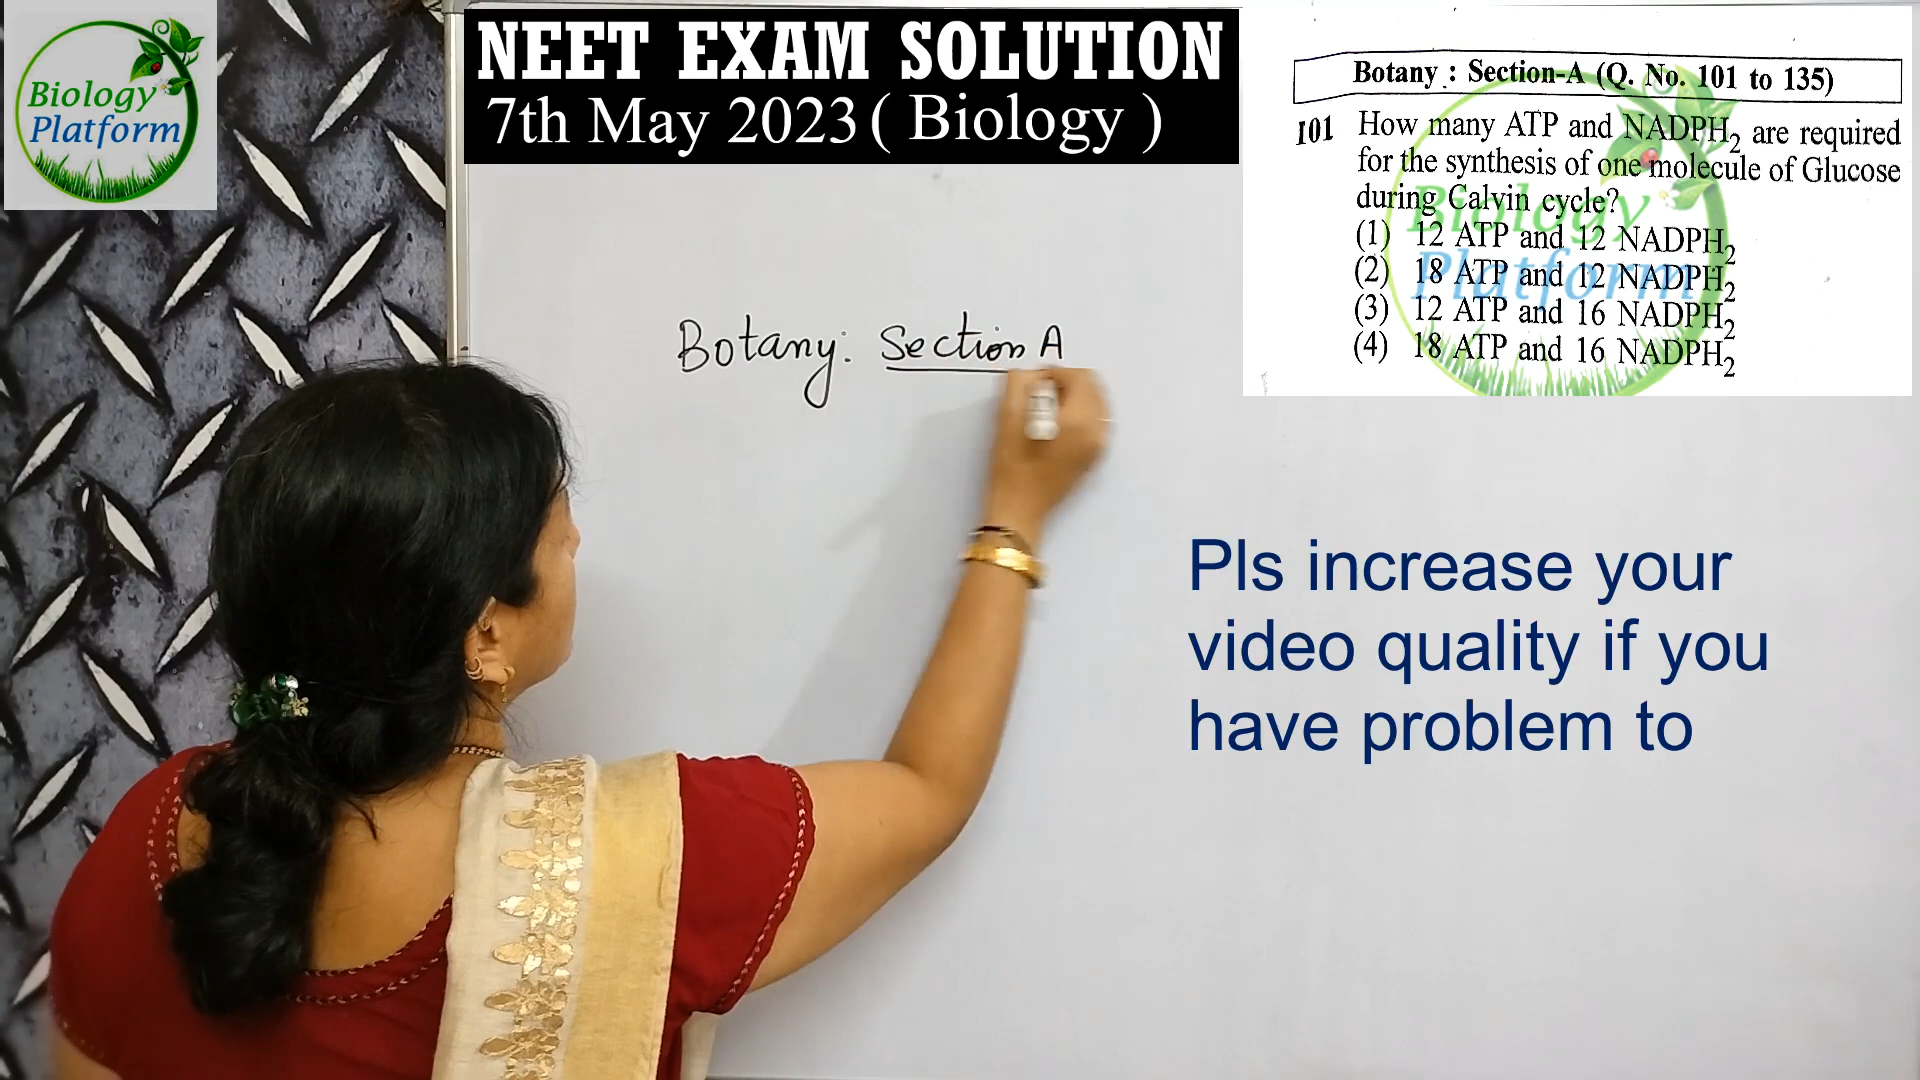 Biology
Platform
NEET EXAM SOLUTION
7th May 2023 ( Biology )
Botany : Section-A (Q. No. 101 to 135)
101 How many ATP and NADPH2 are required
for the synthesis of one molecule of Glucose
during Calvin cycle?
(1) 12 ATP and 12 NADPH2
(2) 18 ATP and 12 NADPH2
(3) 12 ATP and 16 NADPH2
(4) 18 ATP and 16 NADPH2
Biology
Platform
Botany: Section A
Pls increase your
video quality if you
have problem to